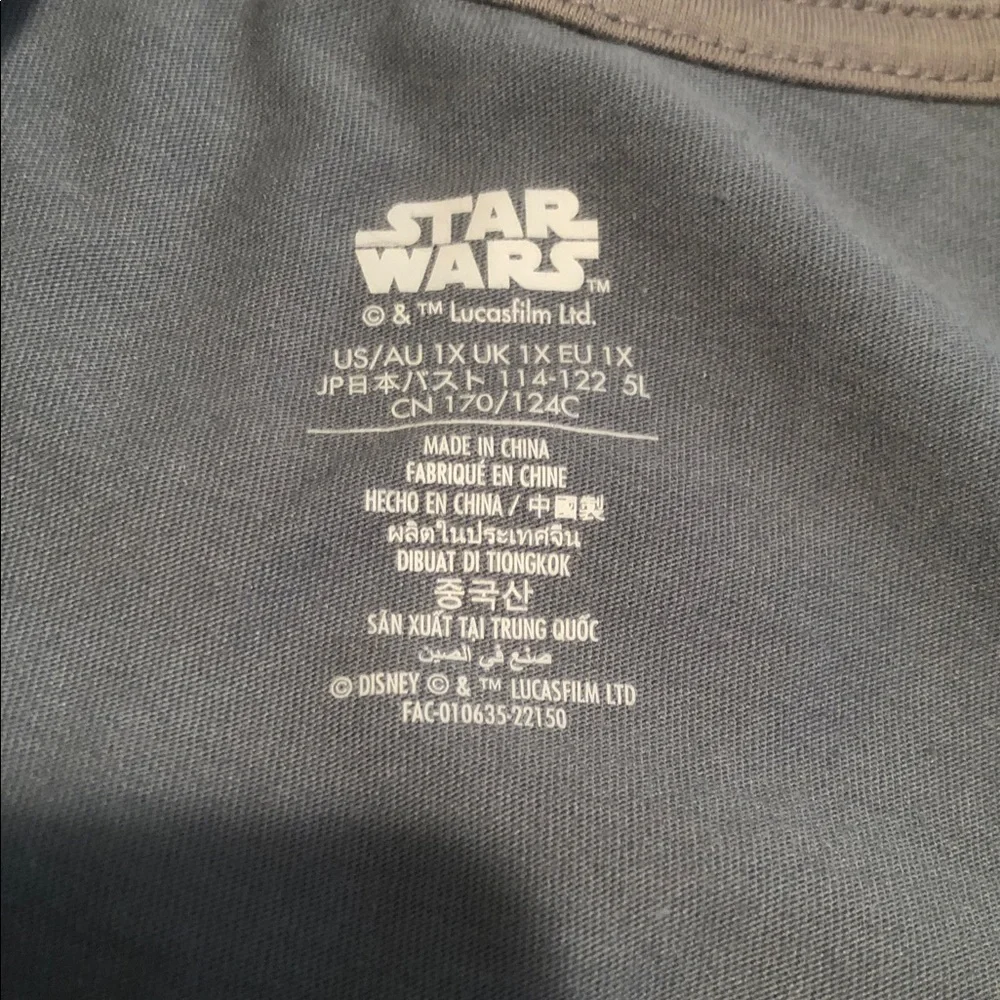 STAR
WARS™
© & ™ Lucasfilm Ltd.
US/AU 1X UK 1X EU 1X
JP日本バスト 114-122 5L
CN 170/124C
MADE IN CHINA
FABRIQUÉ EN CHINE
HECHO EN CHINA / 中國製
ผลิตในประเทศจีน
DIBUAT DI TIONGKOK
중국산
SẢN XUẤT TẠI TRUNG QUỐC
صنع في الصين
© DISNEY © & ™ LUCASFILM LTD
FAC-010635-22150